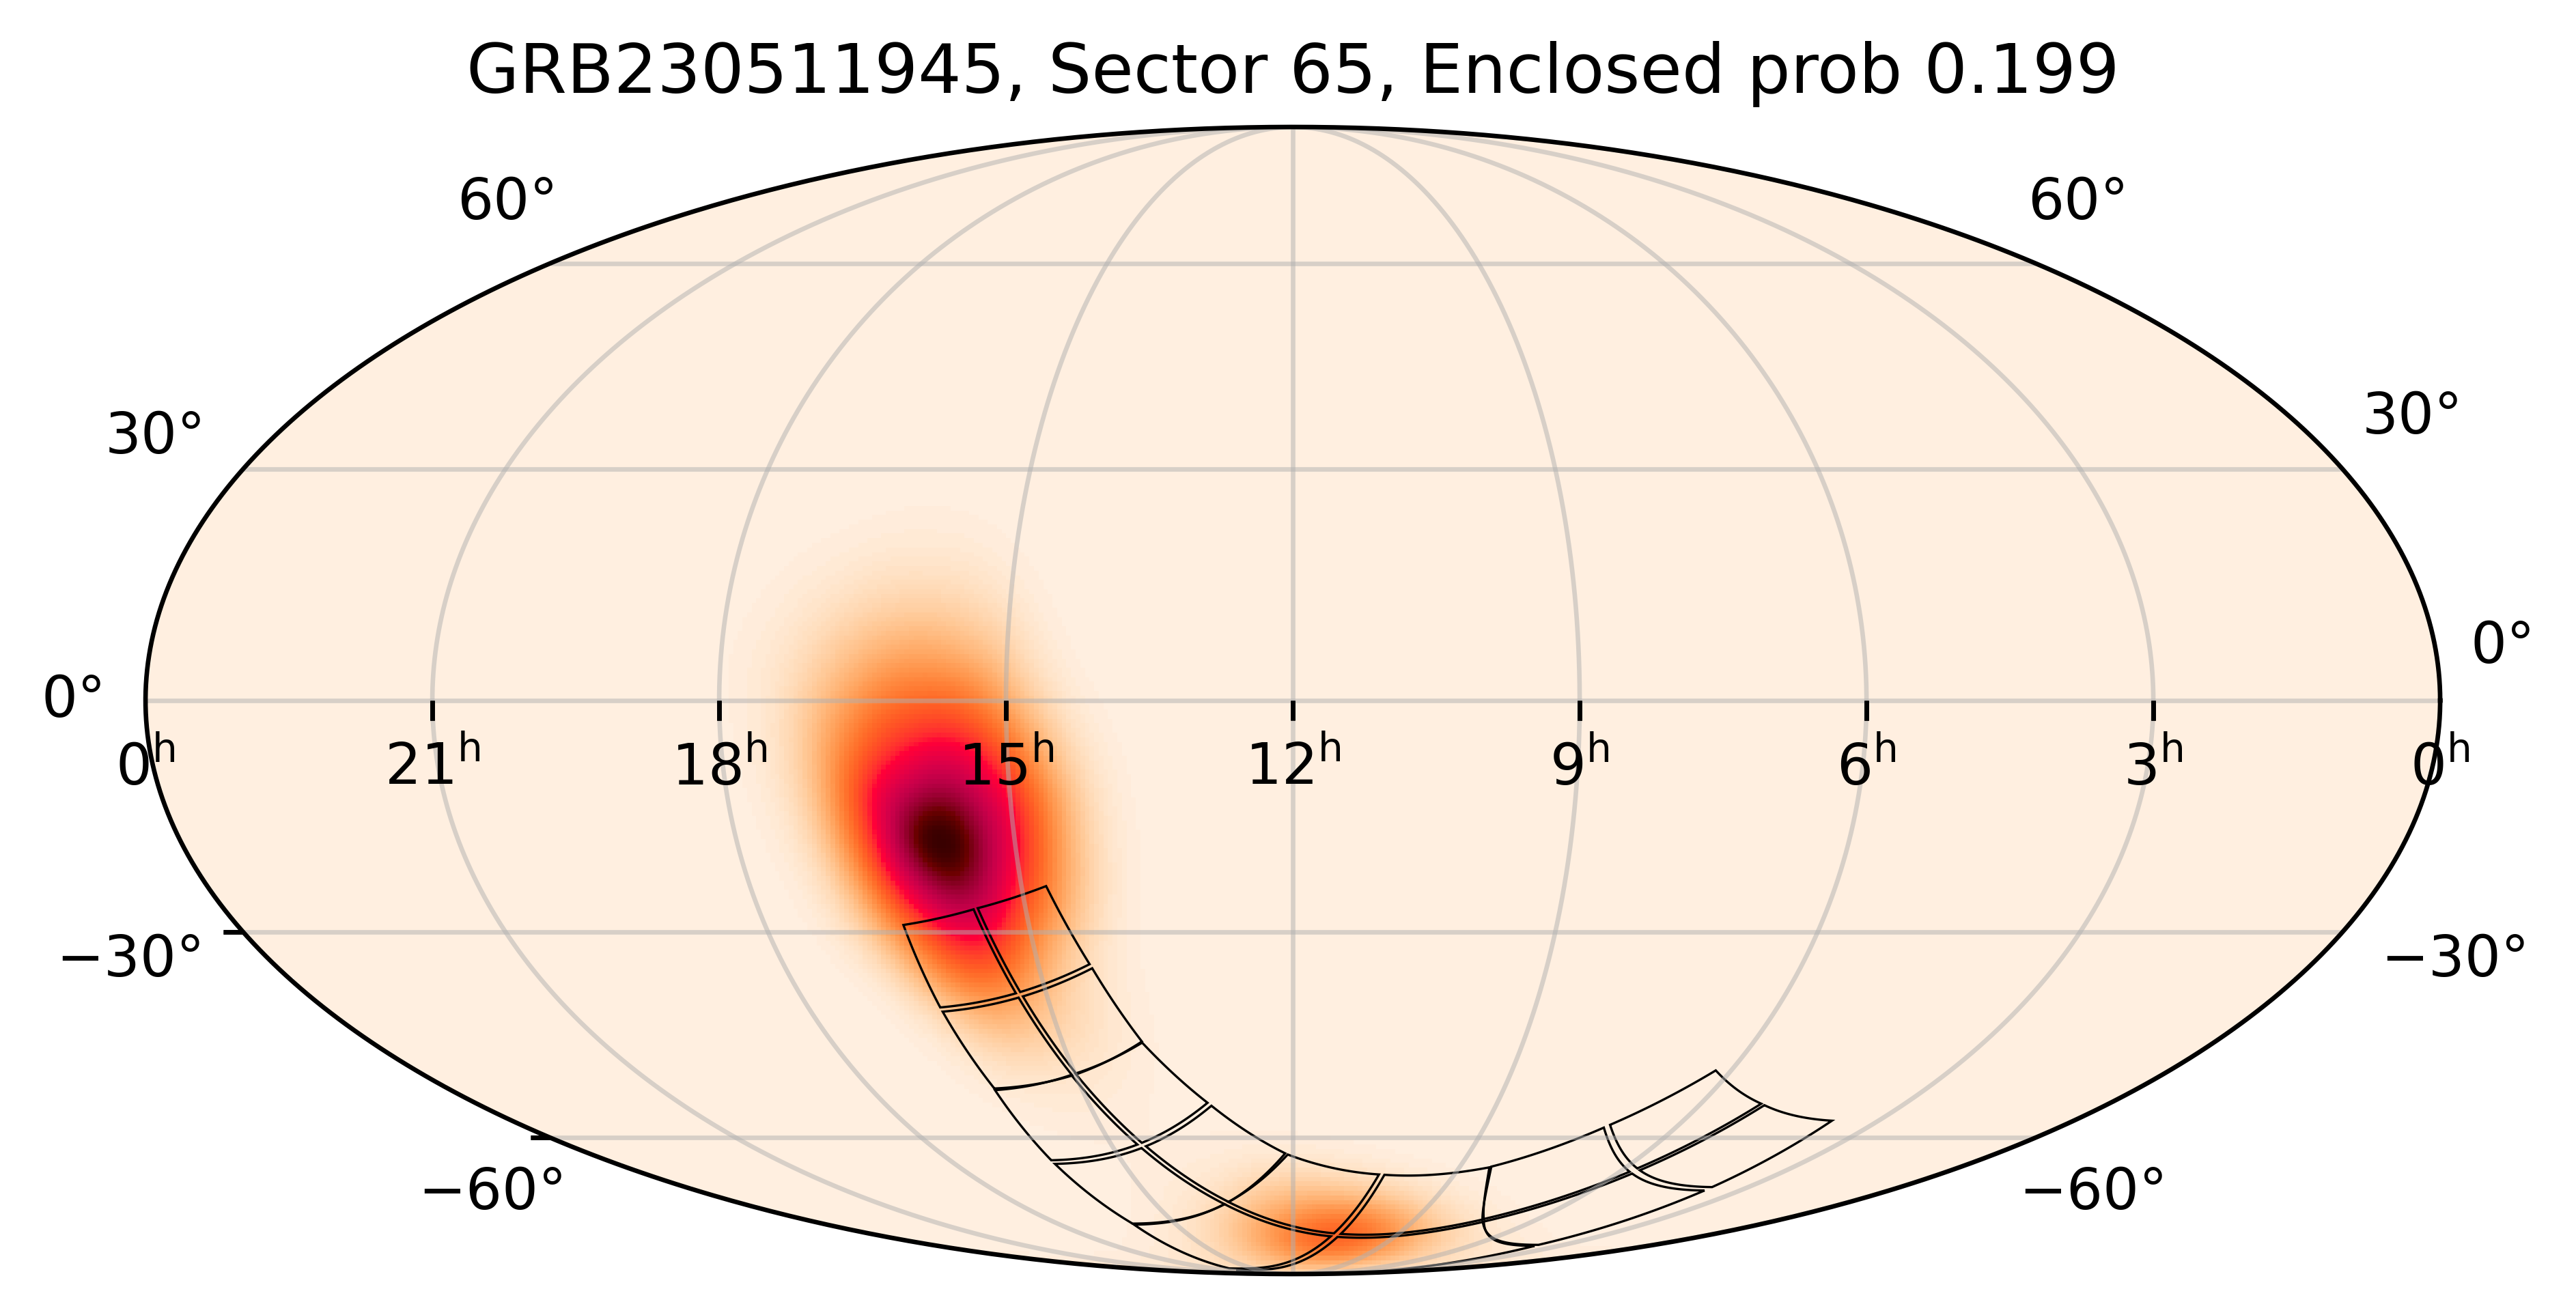 GRB230511945, Sector 65, Enclosed prob 0.199
60° 60°
30° 30°
0° 0°
0h 21h 18h 15h 12h 9h 6h 3h 0h
−30° −30°
−60° −60°